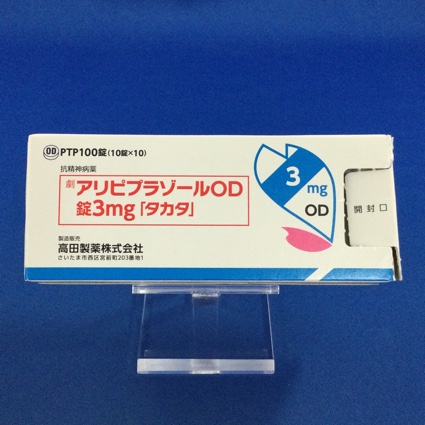 OD PTP100錠(10錠×10)
抗精神病薬
劇 アリピプラゾールOD
錠3mg「タカタ」
製造販売
高田製薬株式会社
さいたま市西区宮前町203番地1
3 mg
OD
開封口